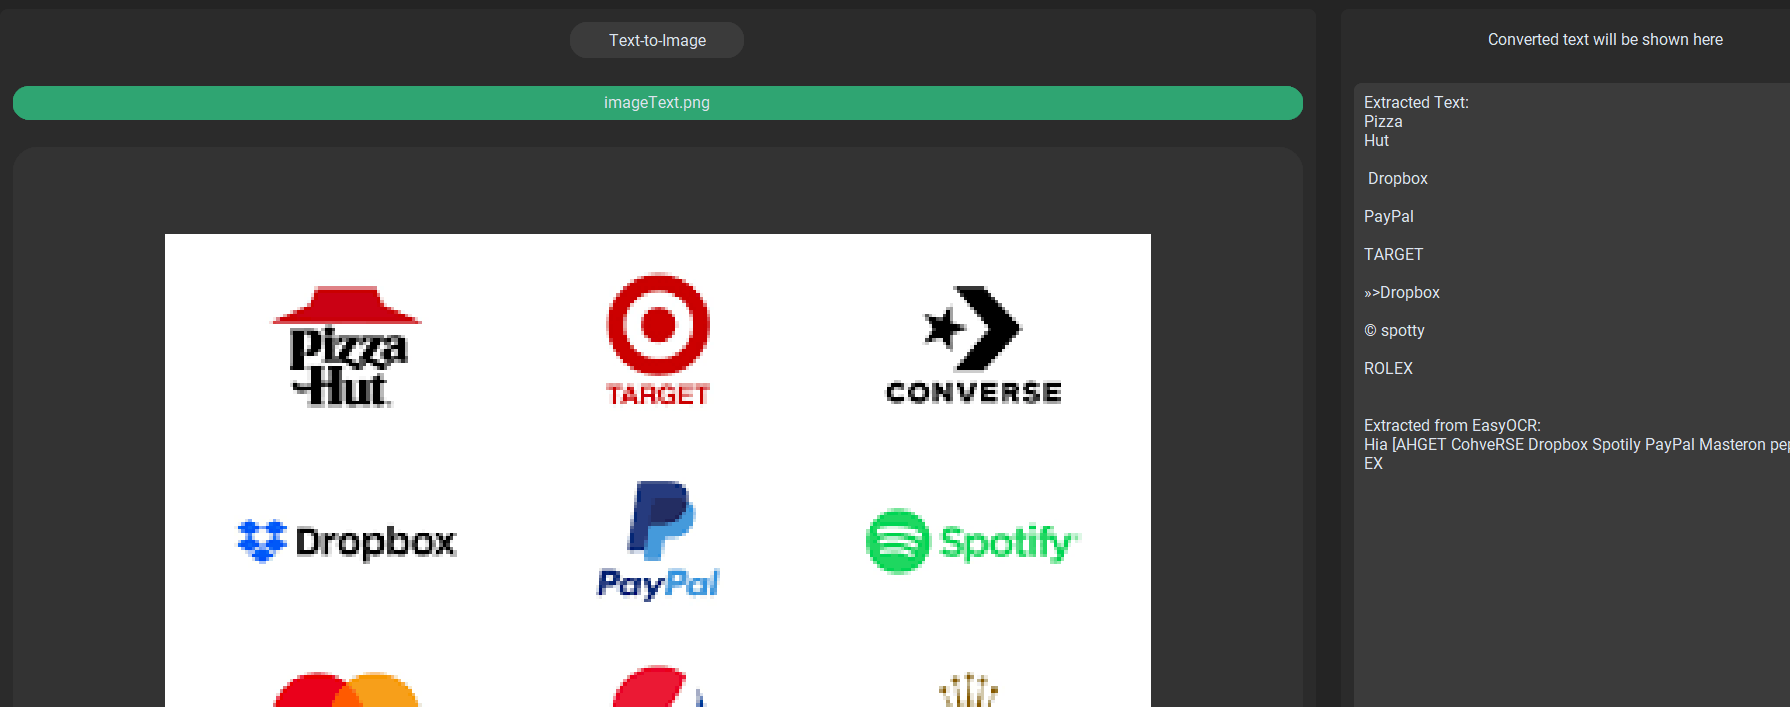 Text-to-Image
imageText.png
Pizza
Hut
TARGET
CONVERSE
Dropbox
PayPal
Spotify
Converted text will be shown here
Extracted Text:
Pizza
Hut
Dropbox
PayPal
TARGET
»>Dropbox
© spotty
ROLEX
Extracted from EasyOCR:
Hia [AHGET CohveRSE Dropbox Spotily PayPal Masteron
EX